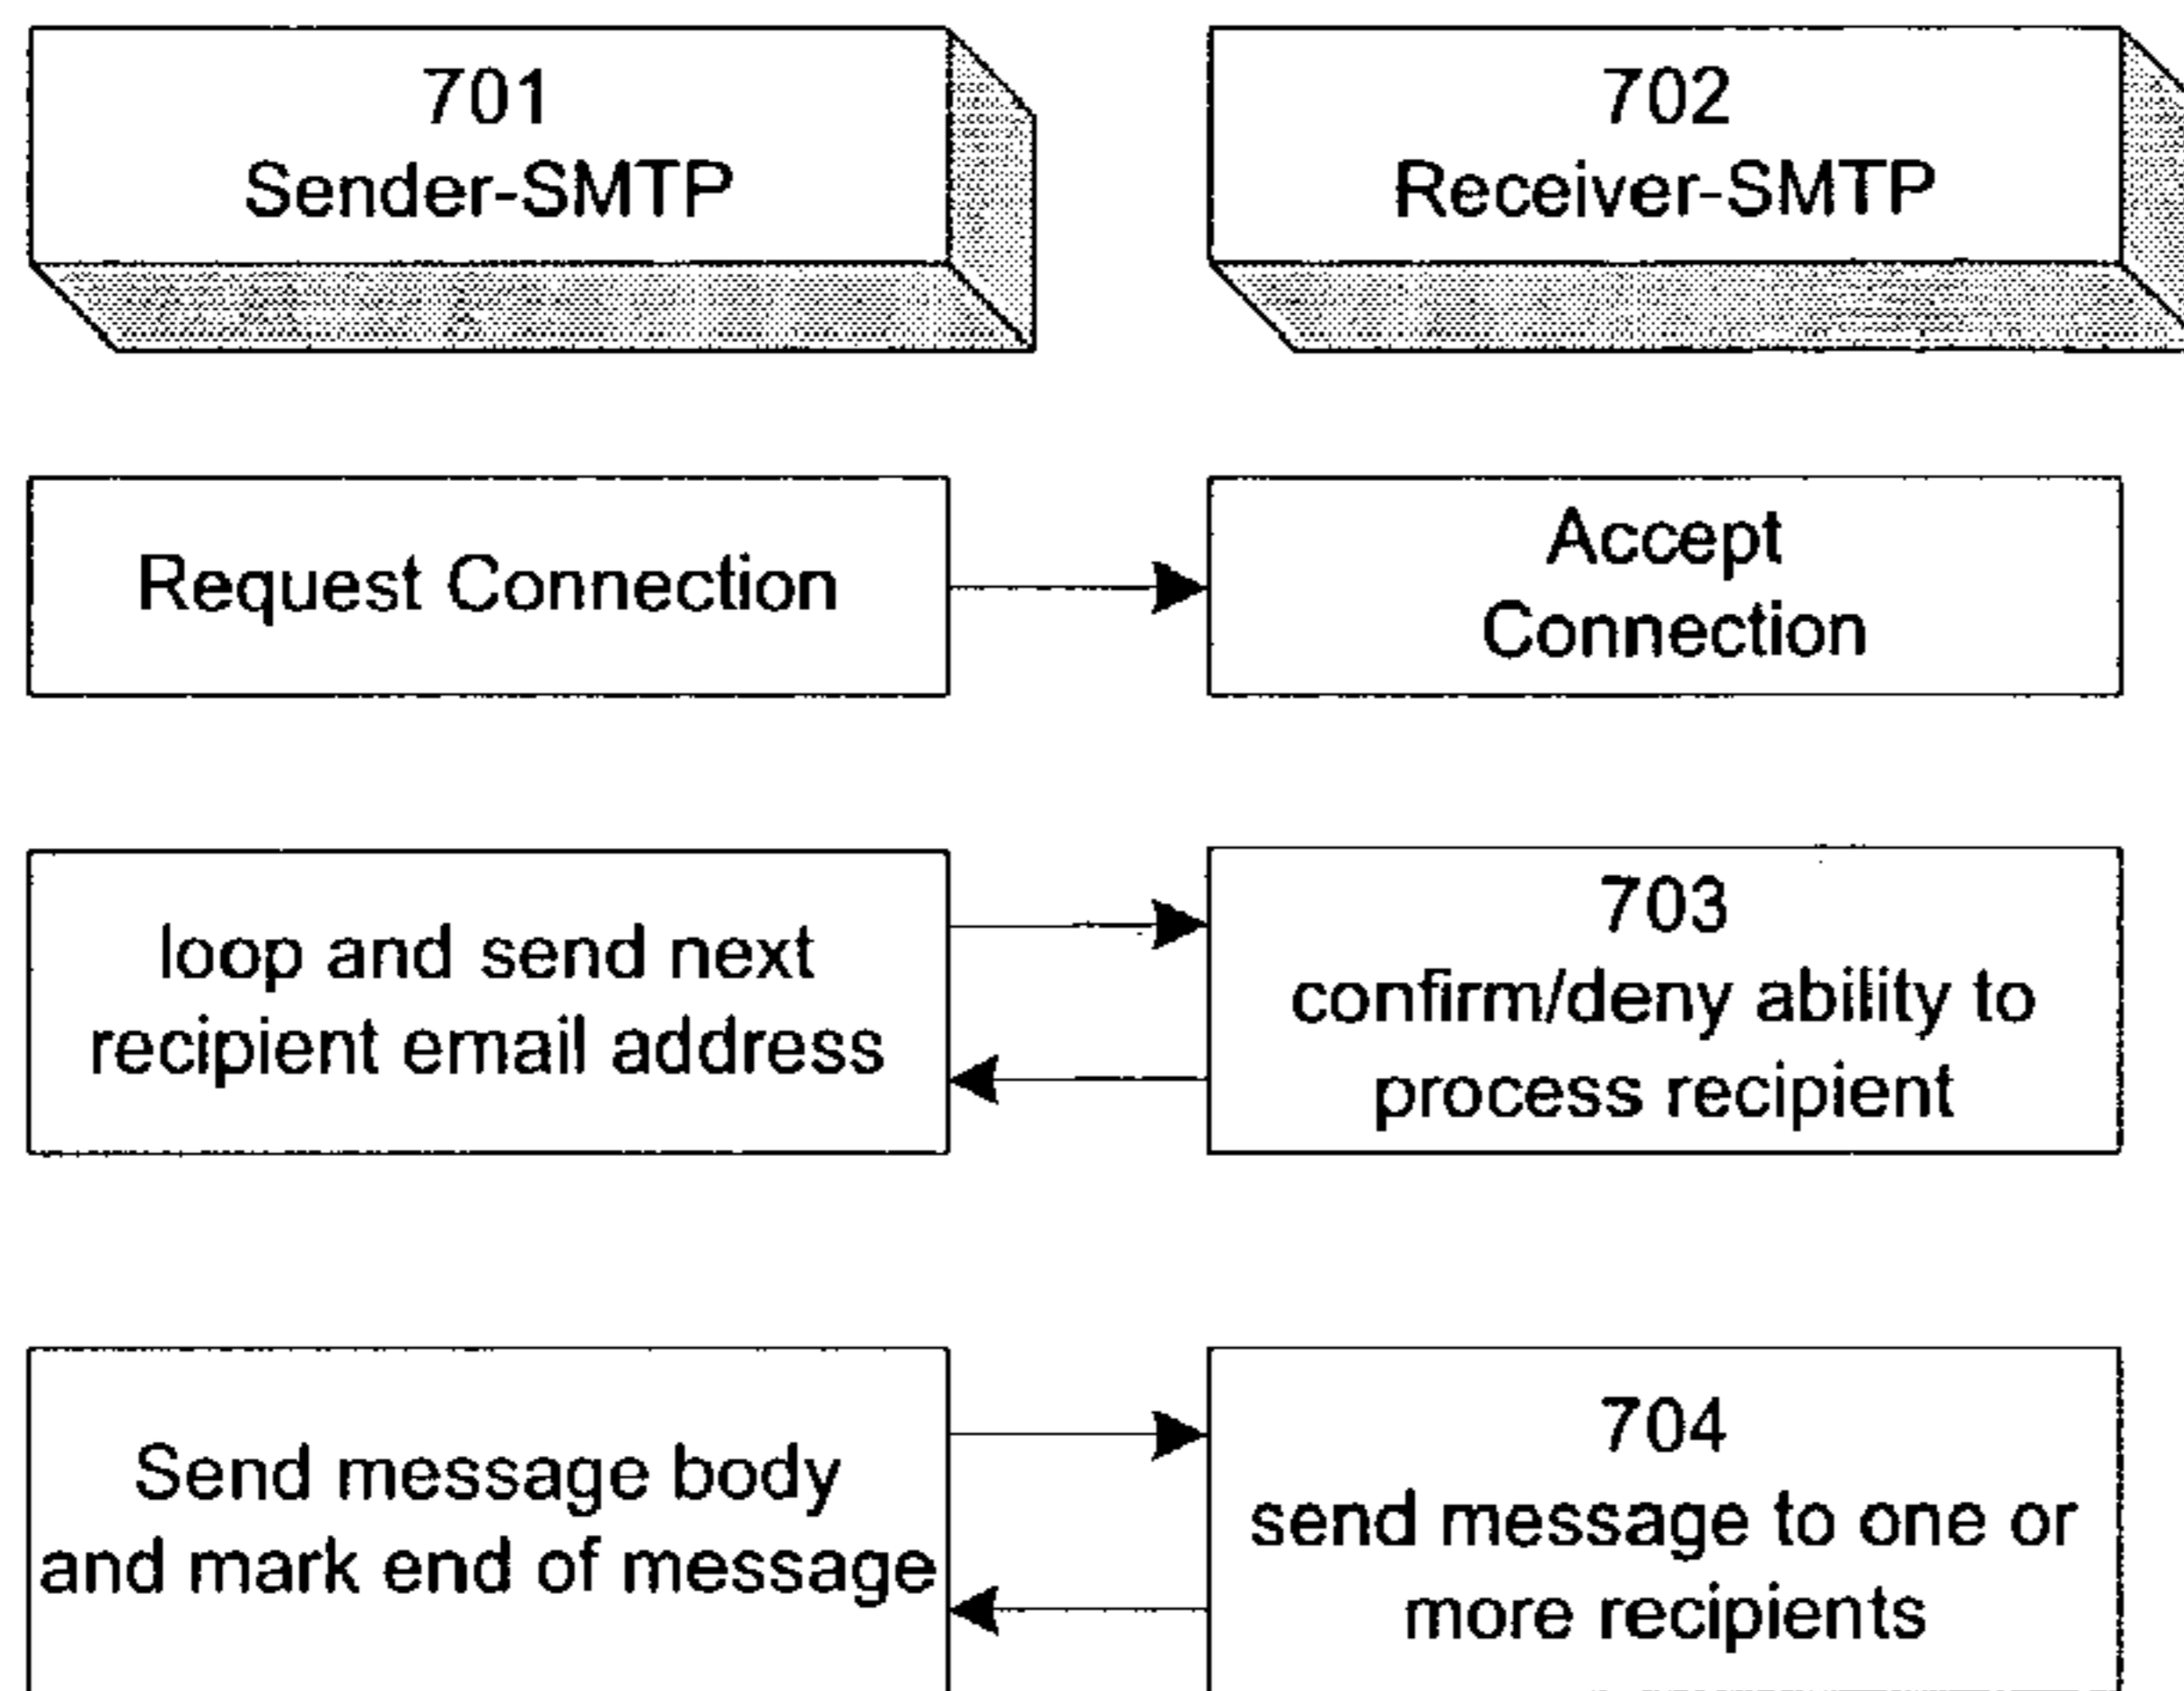 701
Sender-SMTP
702
Receiver-SMTP
Request Connection
Accept
Connection
loop and send next
recipient email address
703
confirm/deny ability to
process recipient
Send message body
and mark end of message
704
send message to one or
more recipients